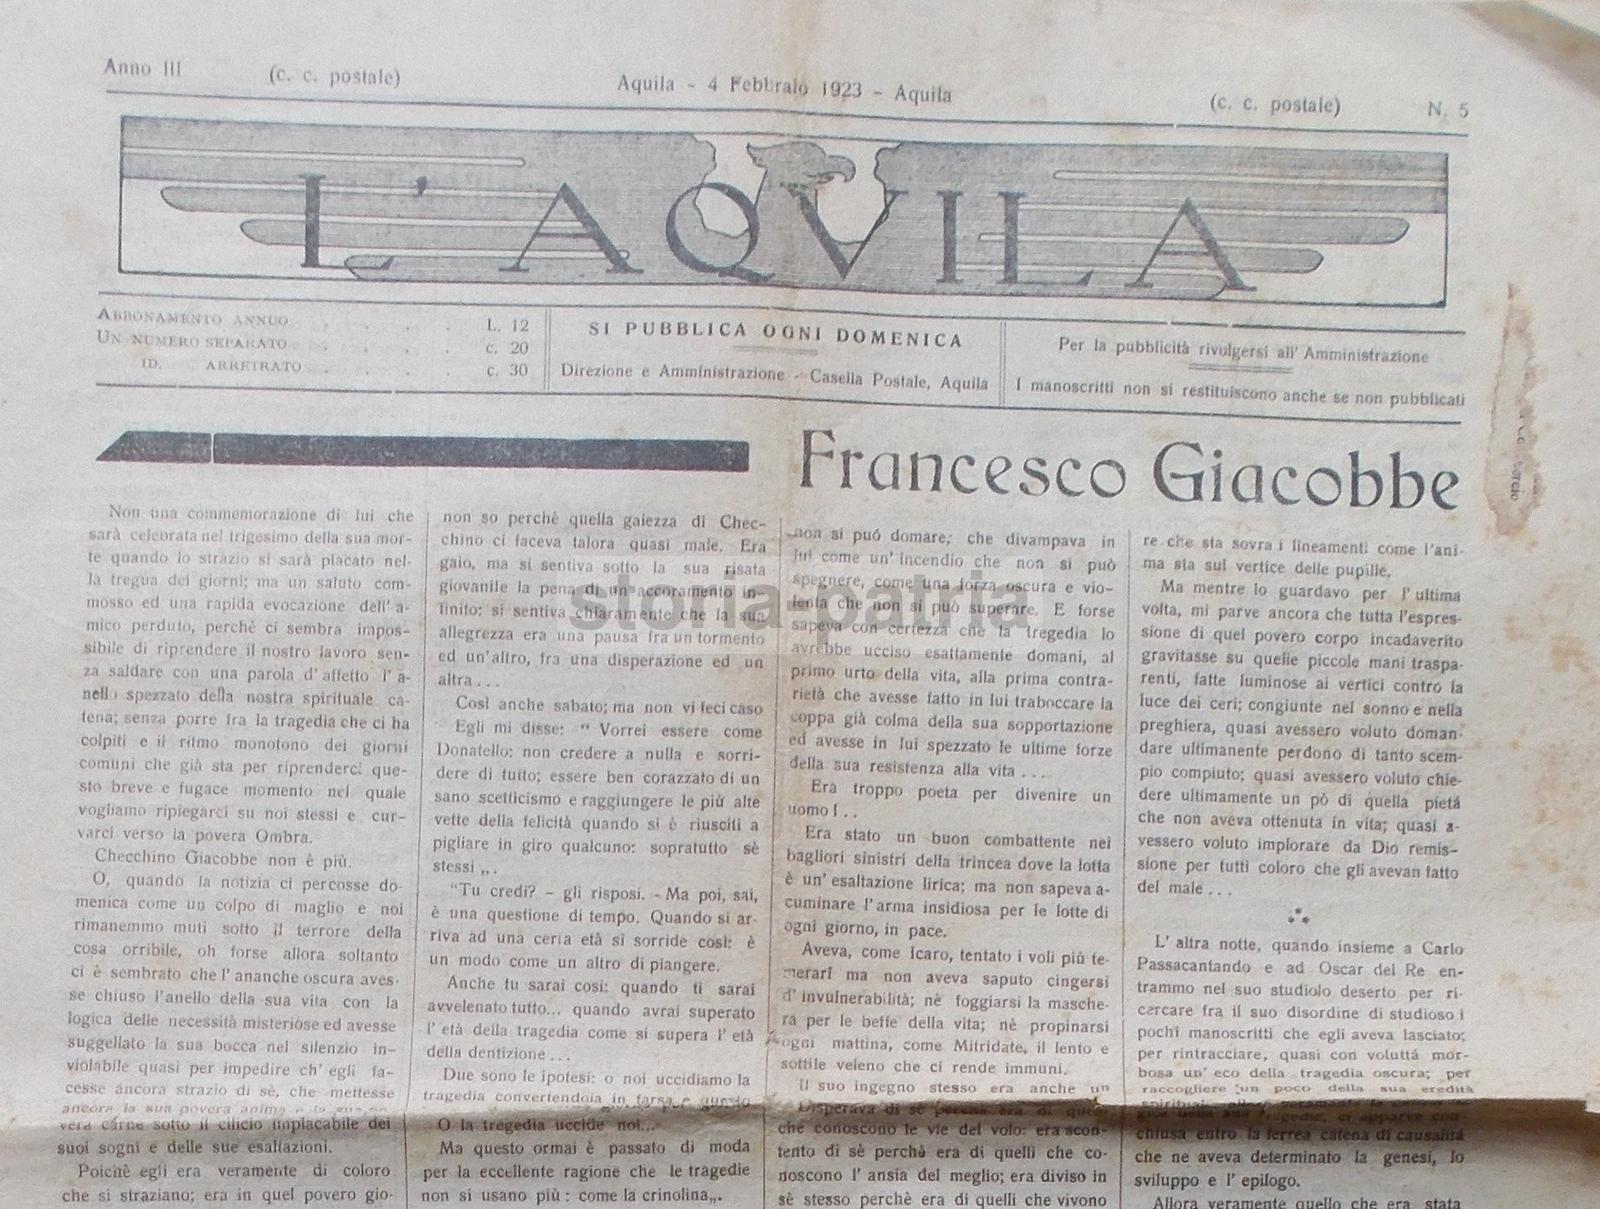 Anno III
(c. c. postale)
Aquila - 4 Febbraio 1923 - Aquila
(c. c. postale)
N. 5
L'AQVILA
ABBONAMENTO ANNUO . . . . L. 12
UN NUMERO SEPARATO . . . . c. 20
ID. ARRETRATO . . . . c. 30
SI PUBBLICA OGNI DOMENICA
Direzione e Amministrazione - Casella Postale, Aquila
Per la pubblicità rivolgersi all' Amministrazione
I manoscritti non si restituiscono anche se non pubblicati
Francesco Giacobbe
Non una commemorazione di lui che
sarà celebrata nel trigesimo della sua mor-
te quando lo strazio si sarà placato nel-
la tregua dei giorni; ma un saluto com-
mosso ed una rapida evocazione dell' a-
mico perduto, perchè ci sembra impos-
sibile di riprendere il nostro lavoro sen-
za saldare con una parola d' affetto l' a-
nello spezzato della nostra spirituale ca-
tena; senza porre fra la tragedia che ci ha
colpiti e il ritmo monotono dei giorni
comuni che già sta per riprenderci que-
sto breve e fugace momento nel quale
vogliamo ripiegarci su noi stessi e cur-
varci verso la povera Ombra.
Checchino Giacobbe non è più.
O, quando la notizia ci percosse do-
menica come un colpo di maglio e noi
rimanemmo muti sotto il terrore della
cosa orribile, oh forse allora soltanto
ci è sembrato che l' ananche oscura aves-
se chiuso l'anello della sua vita con la
logica delle necessità misteriose ed avesse
suggellato la sua bocca nel silenzio in-
violabile quasi per impedire ch' egli fa-
cesse ancora strazio di sè, che mettesse
ancora la sua povera anima e la sua po-
vera carne sotto il cilicio implacabile dei
suoi sogni e delle sue esaltazioni.
Poichè egli era veramente di coloro
che si straziano; era in quel povero gio-
non so perchè quella gaiezza di Chec-
chino ci faceva talora quasi male. Era
gaio, ma si sentiva sotto la sua risata
giovanile la pena di un' accoramento in-
finito; si sentiva chiaramente che la sua
allegrezza era una pausa fra un tormento
ed un'altro, fra una disperazione ed un
altra . . .
Così anche sabato; ma non vi feci caso
Egli mi disse: " Vorrei essere come
Donatello: non credere a nulla e sorri-
dere di tutto; essere ben corazzato di un
sano scetticismo e raggiungere le più alte
vette della felicità quando si è riusciti a
pigliare in giro qualcuno: sopratutto sè
stessi „.
"Tu credi? - gli risposi. - Ma poi, sai,
è una questione di tempo. Quando si ar-
riva ad una certa età si sorride così: è
un modo come un altro di piangere.
Anche tu sarai così: quando ti sarai
avvelenato tutto... quando avrai superato
l' età della tragedia come si supera l' età
della dentizione . . .
Due sono le ipotesi: o noi uccidiamo la
tragedia convertendola in farsa e questo
O la tragedia uccide noi...
Ma questo ormai è passato di moda
per la eccellente ragione che le tragedie
non si usano più : come la crinolina„.
non si puó domare; che divampava in
lui come un' incendio che non si può
spegnere, come una forza oscura e vio-
lenta che non si può superare. E forse
sapeva con certezza che la tragedia lo
avrebbe ucciso esattamente domani, al
primo urto della vita, alla prima contra-
rietà che avesse fatto in lui traboccare la
coppa già colma della sua sopportazione
ed avesse in lui spezzato le ultime forze
della sua resistenza alla vita . . .
Era troppo poeta per divenire un
uomo ! . .
Era stato un buon combattente nei
bagliori sinistri della trincea dove la lotta
è un' esaltazione lirica; ma non sapeva a-
cuminare l' arma insidiosa per le lotte di
ogni giorno, in pace.
Aveva, come Icaro, tentato i voli più te-
merarî ma non aveva saputo cingersi
d' invulnerabilità; nè foggiarsi la masche-
ra per le beffe della vita; nè propinarsi
ogni mattina, come Mitridate, il lento e
sottile veleno che ci rende immuni.
Il suo ingegno stesso era anche un
Disperava di sè perchè era di quei
che conoscono le vie del volo: era scon-
tento di sè perchè era di quelli che co-
noscono l' ansia del meglio; era diviso in
sè stesso perchè era di quelli che vivono
re che sta sovra i lineamenti come l'ani-
ma sta sul vertice delle pupille.
Ma mentre lo guardavo per l' ultima
volta, mi parve ancora che tutta l'espres-
sione di quel povero corpo incadaverito
gravitasse su quelle piccole mani traspa-
renti, fatte luminose ai vertici contro la
luce dei ceri; congiunte nel sonno e nella
preghiera, quasi avessero voluto doman-
dare ultimanente perdono di tanto scem-
pio compiuto; quasi avessero voluto chie-
dere ultimamente un pò di quella pietà
che non aveva ottenuta in vita; quasi a-
vessero voluto implorare da Dio remis-
sione per tutti coloro che gli avevan fatto
del male . . .
L' altra notte, quando insieme a Carlo
Passacantando e ad Oscar del Re en-
trammo nel suo studiolo deserto per ri-
cercare fra il suo disordine di studioso i
pochi manoscritti che egli aveva lasciato;
per rintracciare, quasi con voluttá mor-
bosa un' eco della tragedia oscura; per
raccogliere un poco della sua eredità
chiusa entro la ferrea catena di causalità
che ne aveva determinato la genesi, lo
sviluppo e l' epilogo.
Allora veramente quello che era stata
storia-patria